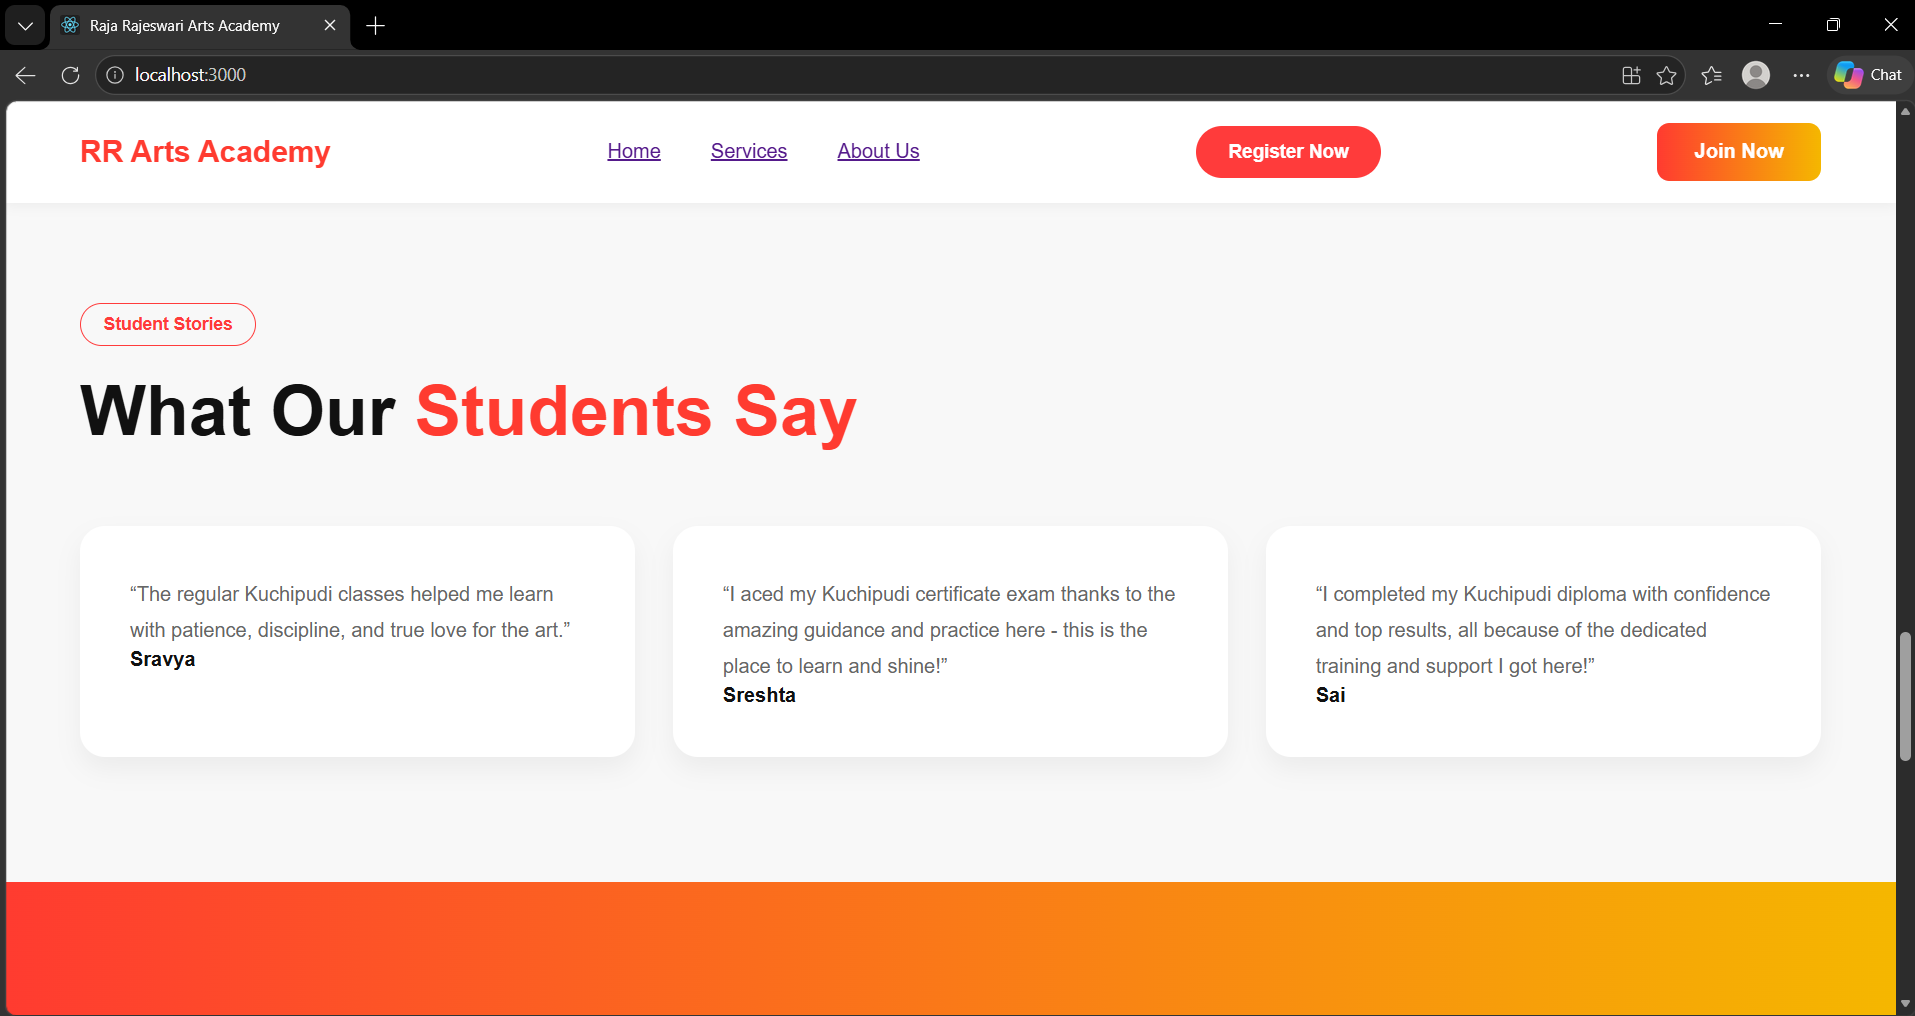 Raja Rajeswari Arts Academy
localhost:3000
Chat
RR Arts Academy
Home
Services
About Us
Register Now
Join Now
Student Stories
What Our Students Say
“The regular Kuchipudi classes helped me learn
with patience, discipline, and true love for the art.”
Sravya
“I aced my Kuchipudi certificate exam thanks to the
amazing guidance and practice here - this is the
place to learn and shine!”
Sreshta
“I completed my Kuchipudi diploma with confidence
and top results, all because of the dedicated
training and support I got here!”
Sai